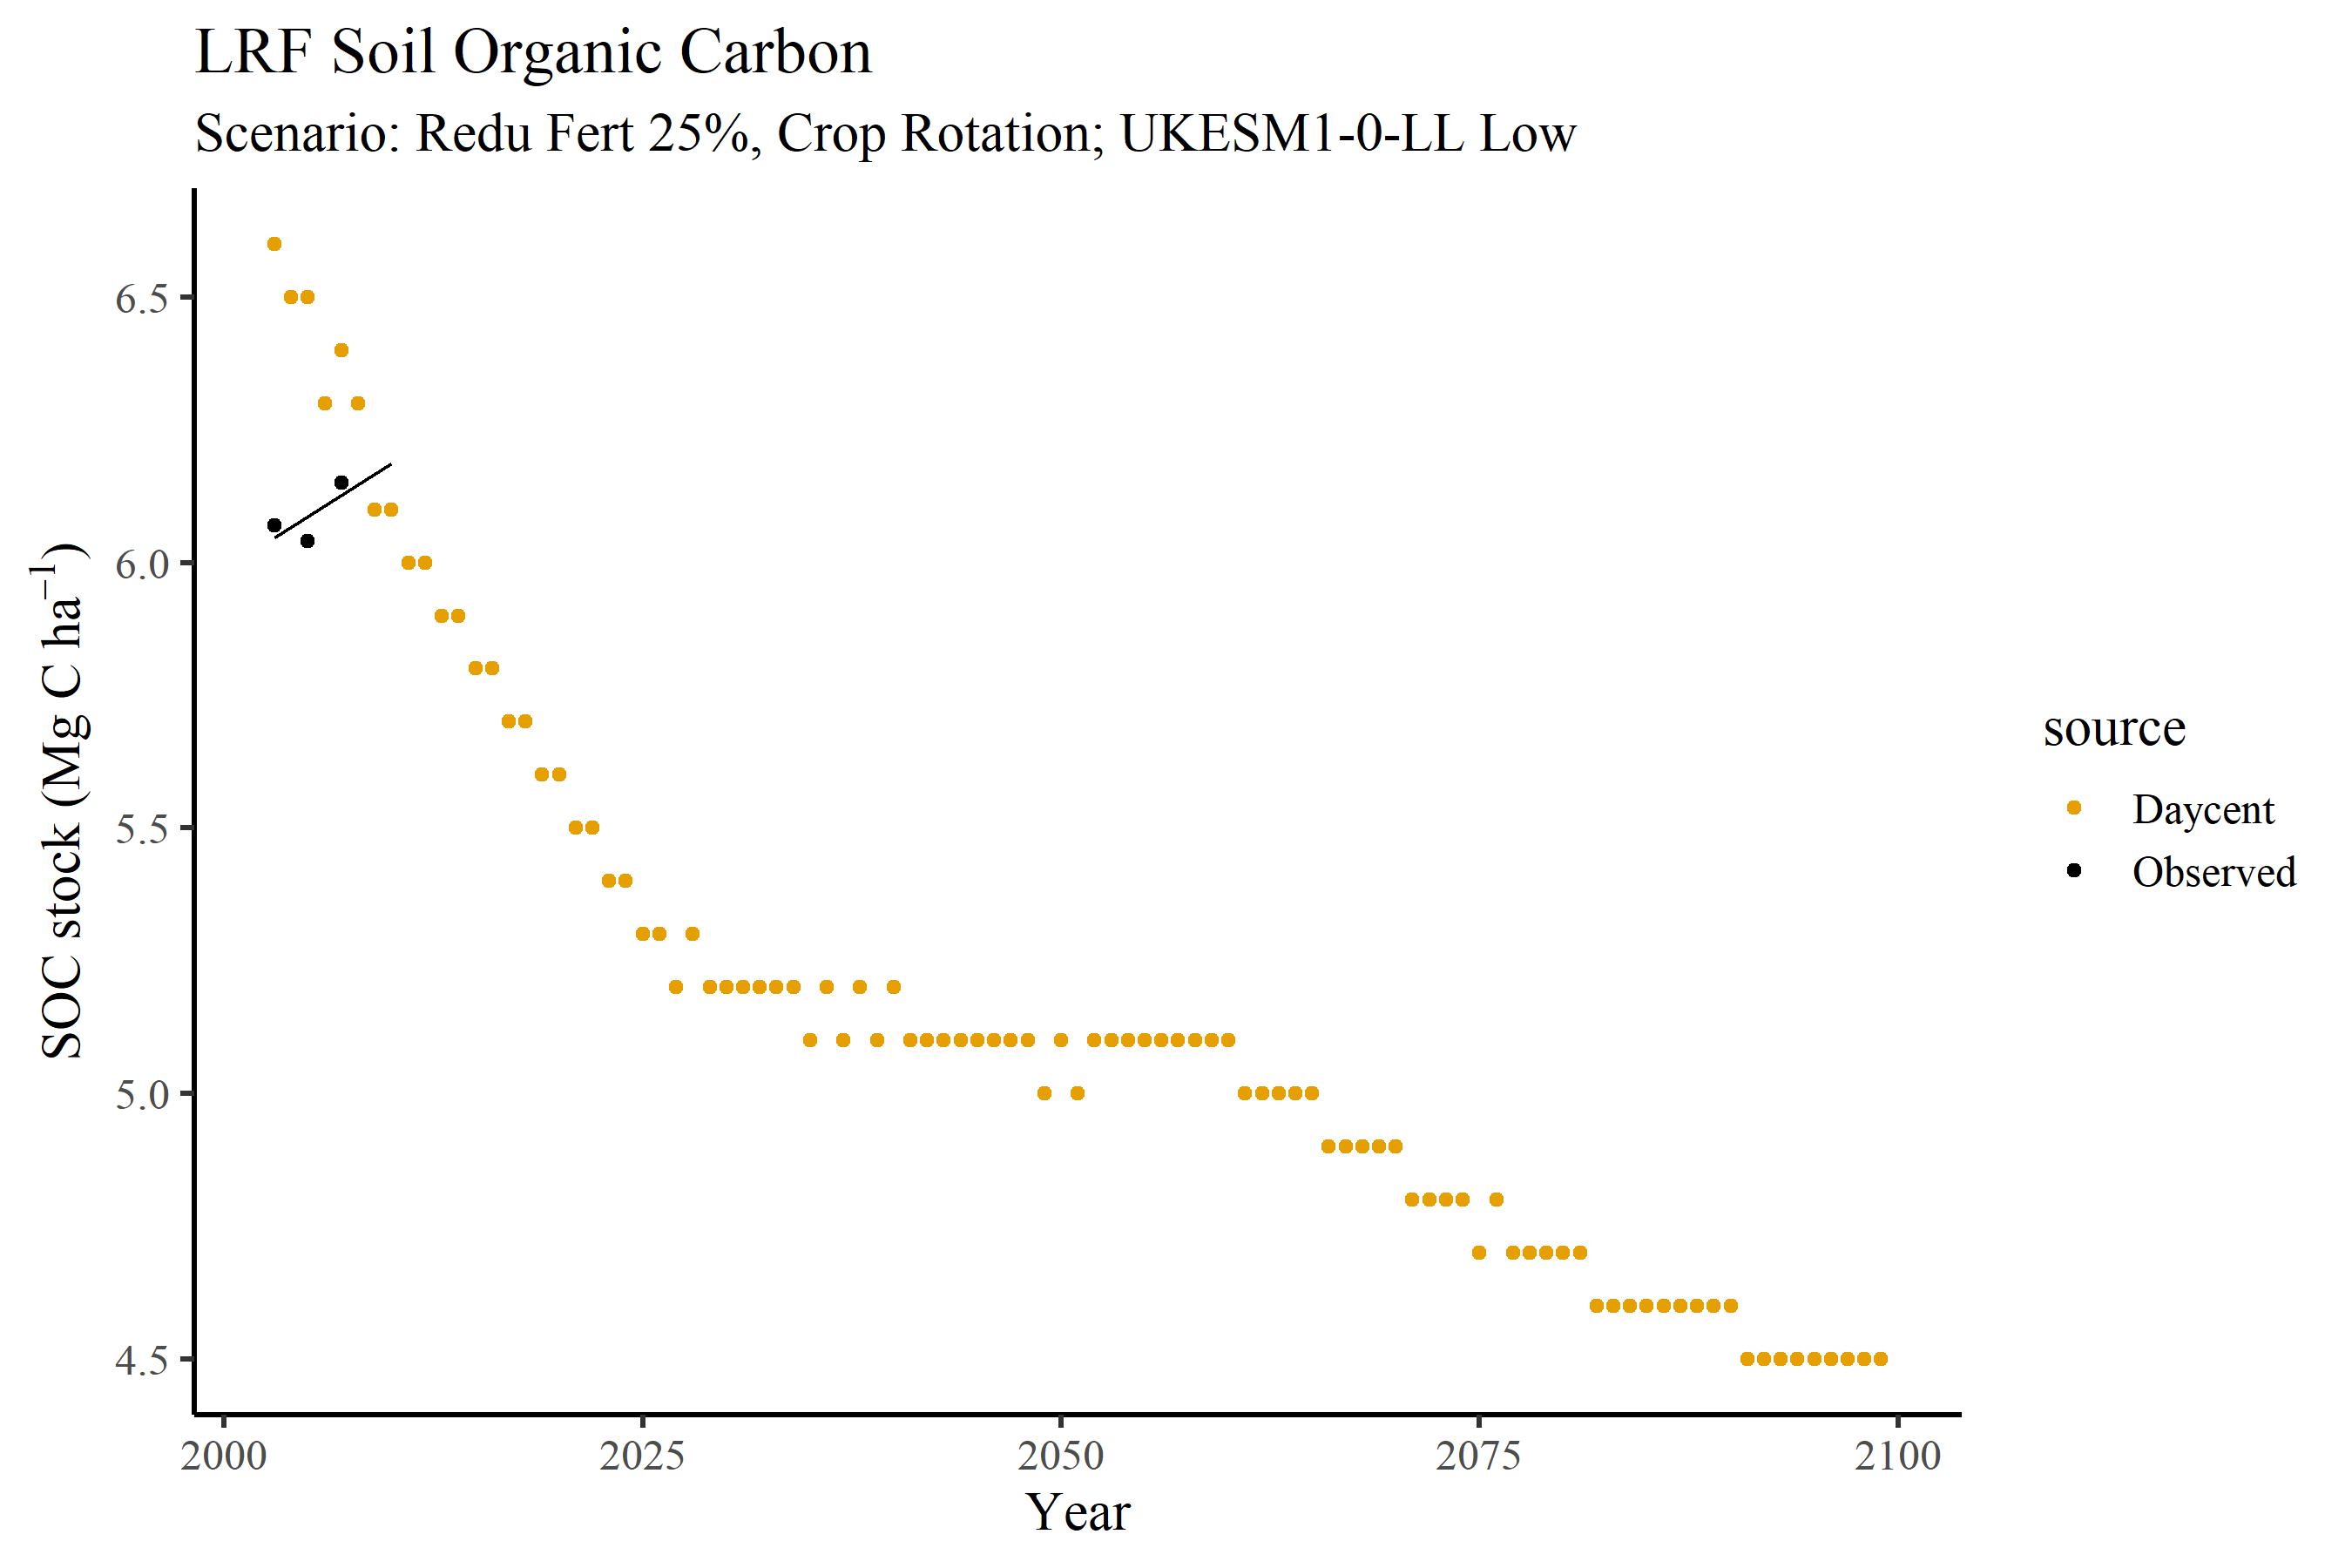 LRF Soil Organic Carbon
Scenario: Redu Fert 25%, Crop Rotation; UKESM1-0-LL Low
SOC stock (Mg C ha⁻¹)
6.5
6.0
5.5
5.0
4.5
2000 2025 2050 2075 2100
Year
source
Daycent
Observed